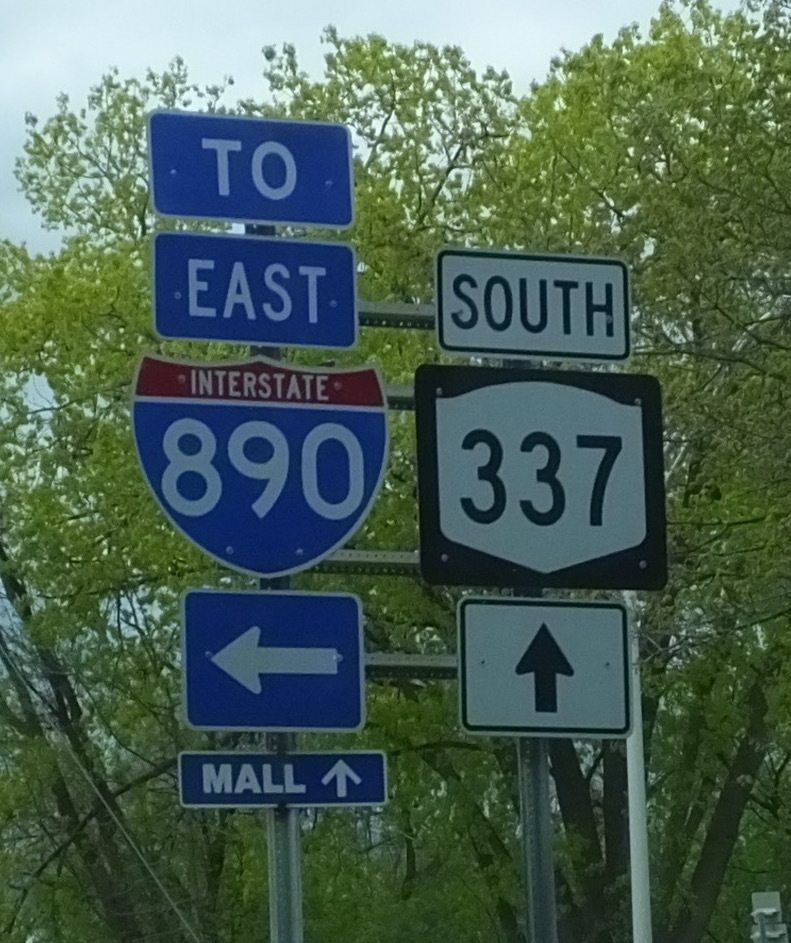 TO
EAST
INTERSTATE
890
MALL ↑
SOUTH
337